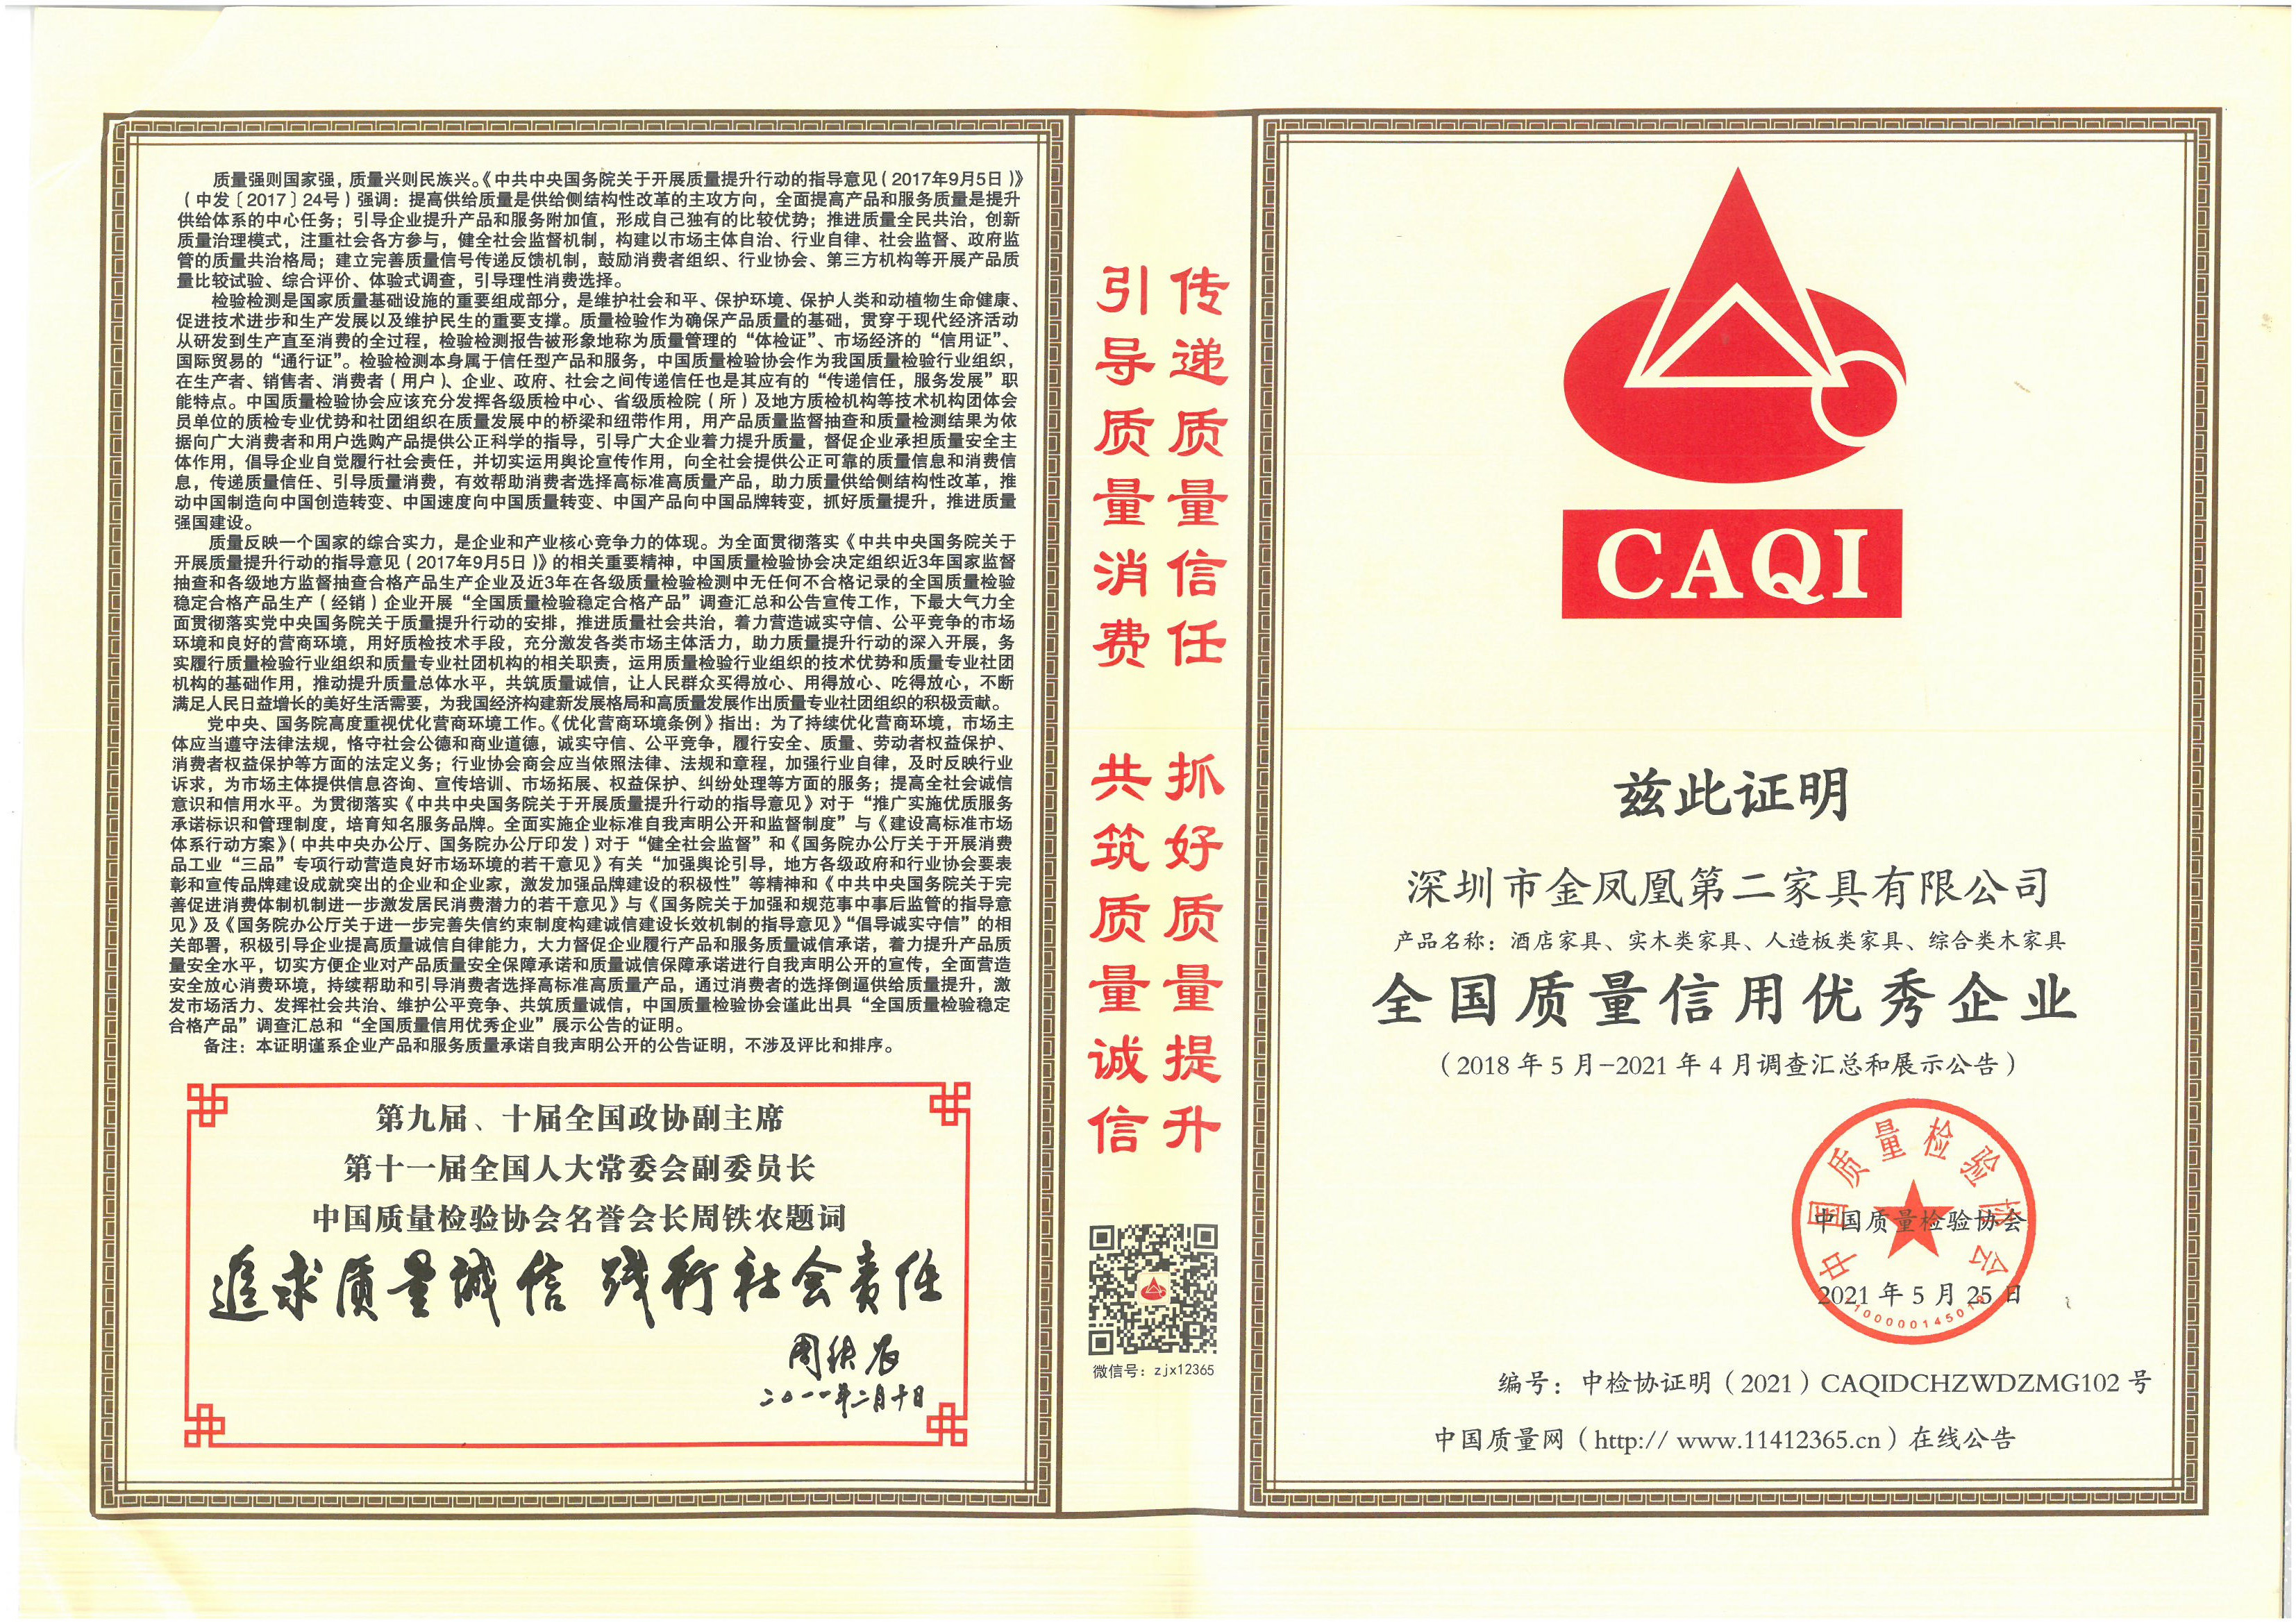 质量强则国家强，质量兴则民族兴。《中共中央国务院关于开展质量提升行动的指导意见（2017年9月5日）》
（中发〔2017〕24号）强调：提高供给质量是供给侧结构性改革的主攻方向，全面提高产品和服务质量是提升
供给体系的中心任务；引导企业提升产品和服务附加值，形成自己独有的比较优势；推进质量全民共治，创新
质量治理模式，注重社会各方参与，健全社会监督机制，构建以市场主体自治、行业自律、社会监督、政府监
管的质量共治格局；建立完善质量信号传递反馈机制，鼓励消费者组织、行业协会、第三方机构等开展产品质
量比较试验、综合评价、体验式调查，引导理性消费选择。
检验检测是国家质量基础设施的重要组成部分，是维护社会和平、保护环境、保护人类和动植物生命健康、
促进技术进步和生产发展以及维护民生的重要支撑。质量检验作为确保产品质量的基础，贯穿于现代经济活动
从研发到生产直至消费的全过程，检验检测报告被形象地称为质量管理的“体检证”、市场经济的“信用证”、
国际贸易的“通行证”。检验检测本身属于信任型产品和服务，中国质量检验协会作为我国质量检验行业组织，
在生产者、销售者、消费者（用户）、企业、政府、社会之间传递信任也是其应有的“传递信任，服务发展”职
能特点。中国质量检验协会应该充分发挥各级质检中心、省级质检院（所）及地方质检机构等技术机构团体会
员单位的质检专业优势和社团组织在质量发展中的桥梁和纽带作用，用产品质量监督抽查和质量检测结果为依
据向广大消费者和用户选购产品提供公正科学的指导，引导广大企业着力提升质量，督促企业承担质量安全主
体作用，倡导企业自觉履行社会责任，并切实运用舆论宣传作用，向全社会提供公正可靠的质量信息和消费信
息，传递质量信任、引导质量消费，有效帮助消费者选择高标准高质量产品，助力质量供给侧结构性改革，推
动中国制造向中国创造转变、中国速度向中国质量转变、中国产品向中国品牌转变，抓好质量提升，推进质量
强国建设。
质量反映一个国家的综合实力，是企业和产业核心竞争力的体现。为全面贯彻落实《中共中央国务院关于
开展质量提升行动的指导意见（2017年9月5日）》的相关重要精神，中国质量检验协会决定组织近3年国家监督
抽查和各级地方监督抽查合格产品生产企业及近3年在各级质量检验检测中无任何不合格记录的全国质量检验
稳定合格产品生产（经销）企业开展“全国质量检验稳定合格产品”调查汇总和公告宣传工作，下最大气力全
面贯彻落实党中央国务院关于质量提升行动的安排，推进质量社会共治，着力营造诚实守信、公平竞争的市场
环境和良好的营商环境，用好质检技术手段，充分激发各类市场主体活力，助力质量提升行动的深入开展，务
实履行质量检验行业组织和质量专业社团机构的相关职责，运用质量检验行业组织的技术优势和质量专业社团
机构的基础作用，推动提升质量总体水平，共筑质量诚信，让人民群众买得放心、用得放心、吃得放心，不断
满足人民日益增长的美好生活需要，为我国经济构建新发展格局和高质量发展作出质量专业社团组织的积极贡献。
党中央、国务院高度重视优化营商环境工作。《优化营商环境条例》指出：为了持续优化营商环境，市场主
体应当遵守法律法规，恪守社会公德和商业道德，诚实守信、公平竞争，履行安全、质量、劳动者权益保护、
消费者权益保护等方面的法定义务；行业协会商会应当依照法律、法规和章程，加强行业自律，及时反映行业
诉求，为市场主体提供信息咨询、宣传培训、市场拓展、权益保护、纠纷处理等方面的服务；提高全社会诚信
意识和信用水平。为贯彻落实《中共中央国务院关于开展质量提升行动的指导意见》对于“推广实施优质服务
承诺标识和管理制度，培育知名服务品牌。全面实施企业标准自我声明公开和监督制度”与《建设高标准市场
体系行动方案》（中共中央办公厅、国务院办公厅印发）对于“健全社会监督”和《国务院办公厅关于开展消费
品工业“三品”专项行动营造良好市场环境的若干意见》有关“加强舆论引导，地方各级政府和行业协会要表
彰和宣传品牌建设成就突出的企业和企业家，激发加强品牌建设的积极性”等精神和《中共中央国务院关于完
善促进消费体制机制进一步激发居民消费潜力的若干意见》与《国务院关于加强和规范事中事后监管的指导意
见》及《国务院办公厅关于进一步完善失信约束制度构建诚信建设长效机制的指导意见》“倡导诚实守信”的相
关部署，积极引导企业提高质量诚信自律能力，大力督促企业履行产品和服务质量诚信承诺，着力提升产品质
量安全水平，切实方便企业对产品质量安全保障承诺和质量诚信保障承诺进行自我声明公开的宣传，全面营造
安全放心消费环境，持续帮助和引导消费者选择高标准高质量产品，通过消费者的选择倒逼供给质量提升，激
发市场活力、发挥社会共治、维护公平竞争、共筑质量诚信，中国质量检验协会谨此出具“全国质量检验稳定
合格产品”调查汇总和“全国质量信用优秀企业”展示公告的证明。
备注：本证明谨系企业产品和服务质量承诺自我声明公开的公告证明，不涉及评比和排序。
第九届、十届全国政协副主席
第十一届全国人大常委会副委员长
中国质量检验协会名誉会长周铁农题词
追求质量诚信 践行社会责任
周铁农
二〇一一年二月十日
传递质量信任
引导质量消费
抓好质量提升
共筑质量诚信
微信号：zjx12365
CAQI
兹此证明
深圳市金凤凰第二家具有限公司
产品名称：酒店家具、实木类家具、人造板类家具、综合类木家具
全国质量信用优秀企业
（2018年5月-2021年4月调查汇总和展示公告）
中国质量检验协会
中国质量检验协会
2021年5月25日
1100000145019
编号：中检协证明（2021）CAQIDCHZWDZMG102号
中国质量网（http:// www.11412365.cn）在线公告